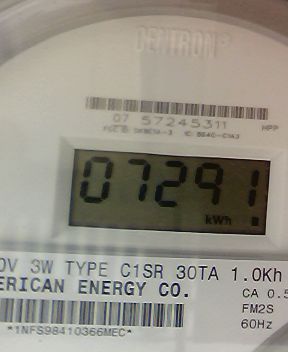 CENTRON®
07 57245311
HPP
07291
kWh
0V 3W TYPE C1SR 30TA 1.0Kh
ERICAN ENERGY CO. CA 0.5
FM2S
60Hz
*1NFS98410366MEC*